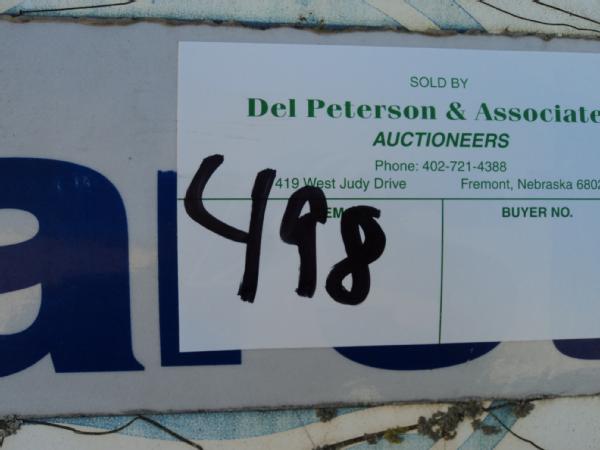 SOLD BY
Del Peterson & Associate
AUCTIONEERS
Phone: 402-721-4388
419 West Judy Drive Fremont, Nebraska 6802
BUYER NO.
498